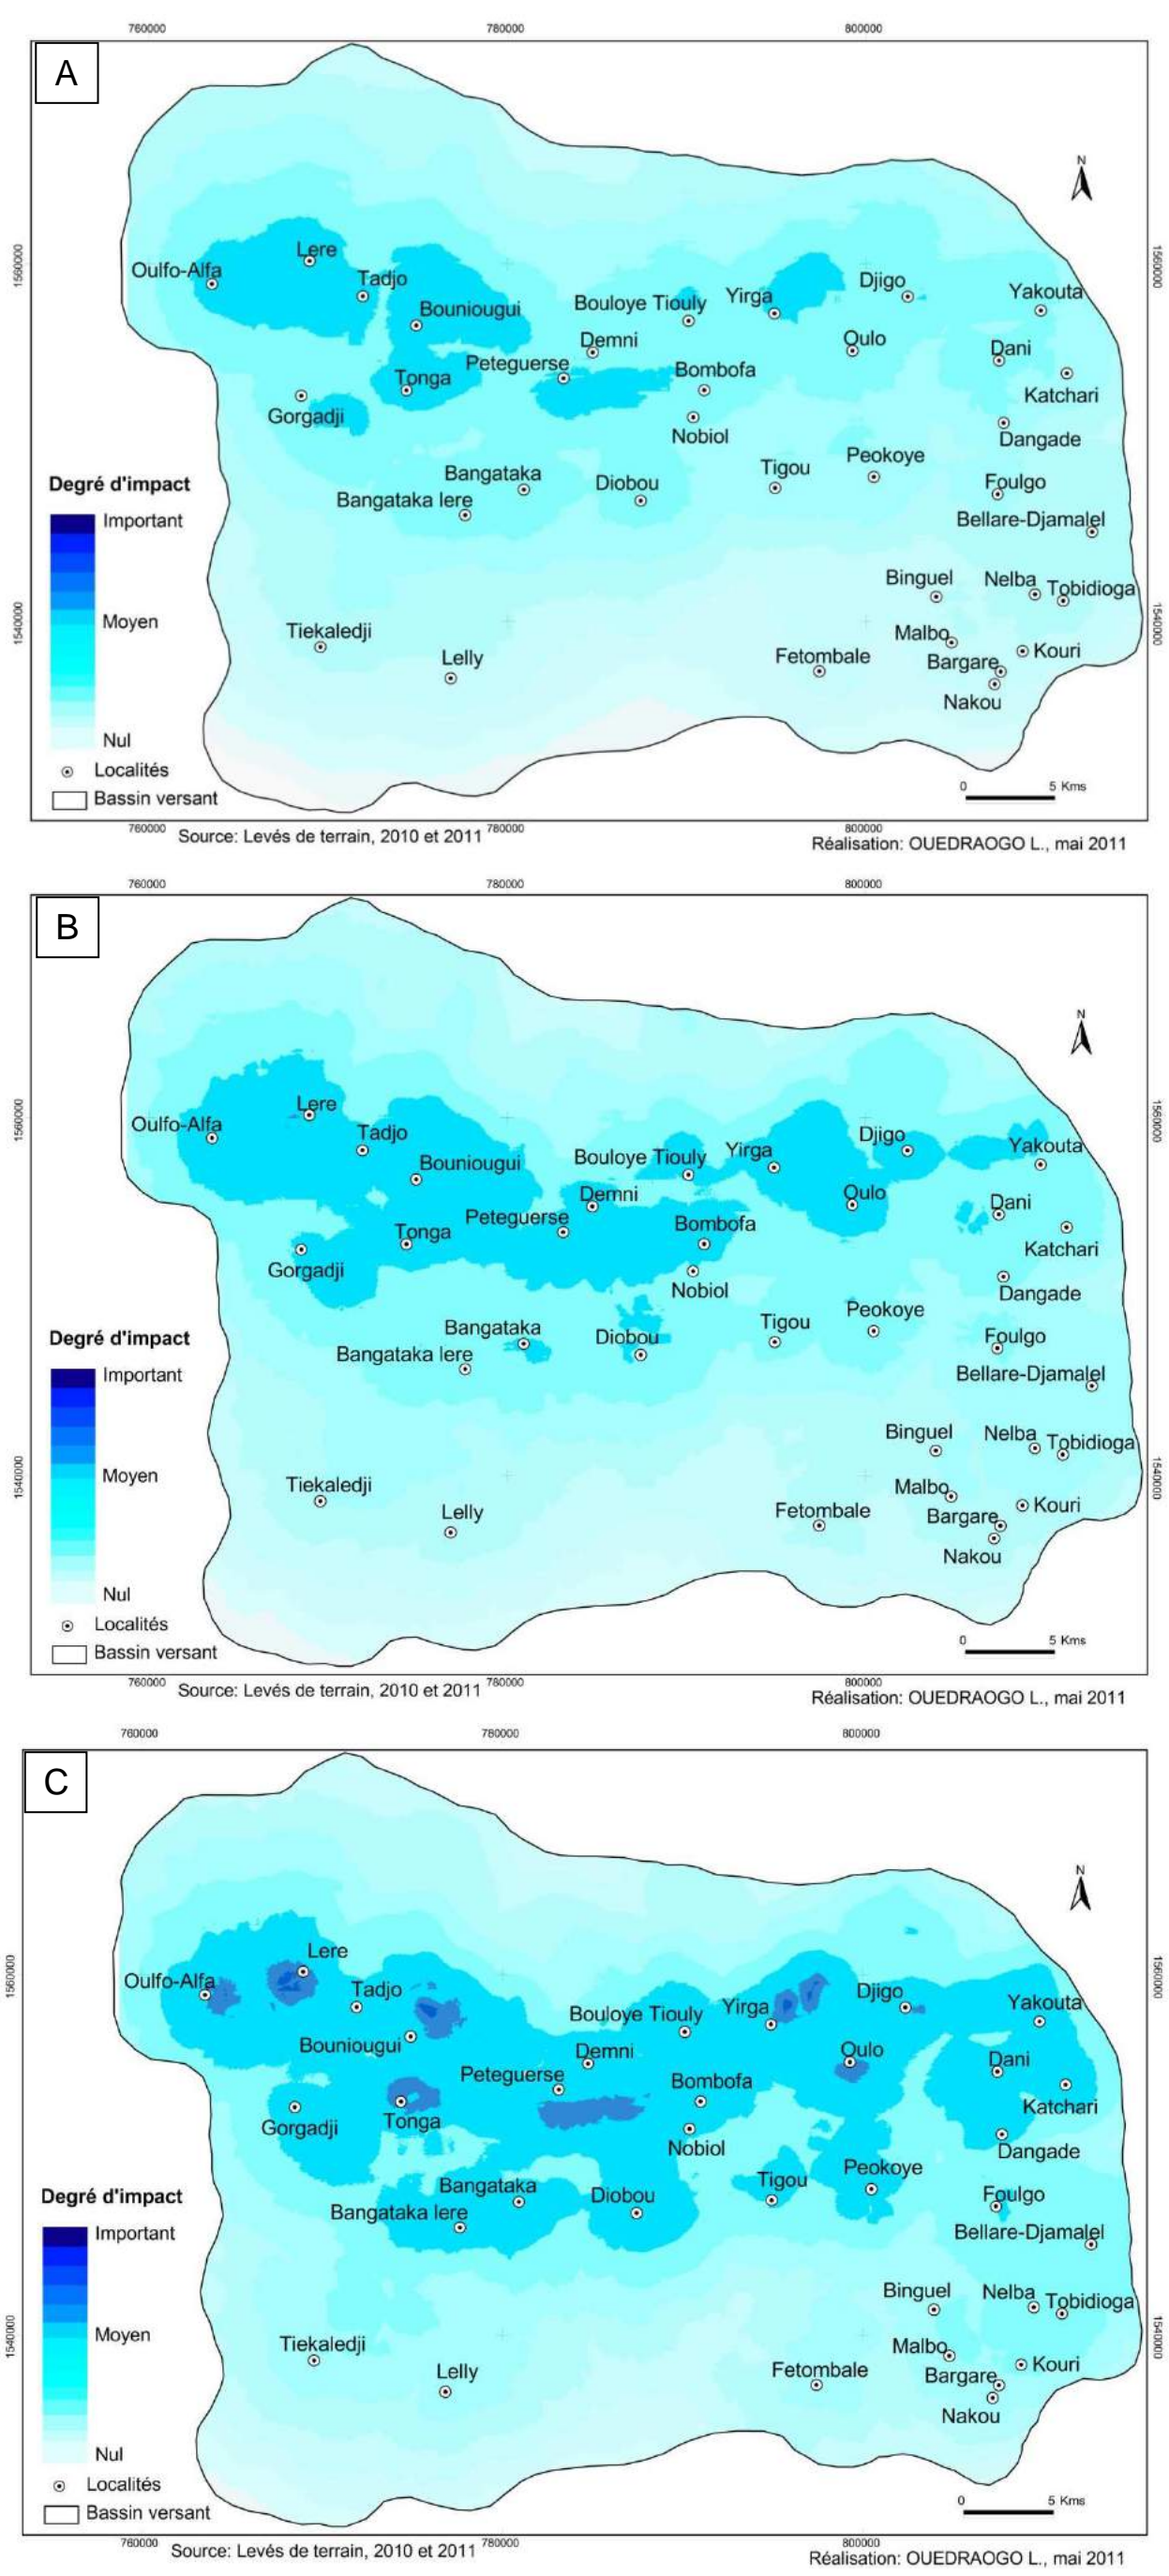 760000 780000 800000
A
N
1560000 1560000
Lere
Oulfo-Alfa
Tadjo
Djigo
Yirga
Yakouta
Bouniougui
Bouloye Tiouly
Demni
Oulo
Dani
Peteguerse
Bombofa
Tonga
Katchari
Gorgadji
Nobiol
Dangade
Peokoye
Tigou
Bangataka
Diobou
Foulgo
Degré d'impact
Bangataka lere
Important
Bellare-Djamalel
Binguel
Nelba
Tobidioga
Moyen
1540000 1540000
Tiekaledji
Malbo
Kouri
Lelly
Fetombale
Bargare
Nakou
Nul
Localités
Bassin versant
0 5 Kms
760000 780000 800000
Source: Levés de terrain, 2010 et 2011
Réalisation: OUEDRAOGO L., mai 2011
760000 780000 800000
B
N
1560000 1560000
Lere
Oulfo-Alfa
Tadjo
Djigo
Yirga
Yakouta
Bouniougui
Bouloye Tiouly
Demni
Oulo
Dani
Peteguerse
Bombofa
Tonga
Katchari
Gorgadji
Nobiol
Dangade
Peokoye
Tigou
Bangataka
Diobou
Foulgo
Degré d'impact
Bangataka lere
Important
Bellare-Djamalel
Binguel
Nelba
Tobidioga
Moyen
1540000 1540000
Tiekaledji
Malbo
Kouri
Lelly
Fetombale
Bargare
Nakou
Nul
Localités
Bassin versant
0 5 Kms
760000 780000 800000
Source: Levés de terrain, 2010 et 2011
Réalisation: OUEDRAOGO L., mai 2011
760000 780000 800000
C
N
1560000 1560000
Lere
Oulfo-Alfa
Tadjo
Djigo
Yirga
Yakouta
Bouloye Tiouly
Bouniougui
Demni
Oulo
Dani
Peteguerse
Bombofa
Katchari
Tonga
Gorgadji
Nobiol
Dangade
Peokoye
Tigou
Bangataka
Diobou
Foulgo
Degré d'impact
Bangataka lere
Important
Bellare-Djamalel
Binguel
Nelba
Tobidioga
Moyen
1540000 1540000
Tiekaledji
Malbo
Kouri
Lelly
Fetombale
Bargare
Nakou
Nul
Localités
Bassin versant
0 5 Kms
760000 780000 800000
Source: Levés de terrain, 2010 et 2011
Réalisation: OUEDRAOGO L., mai 2011